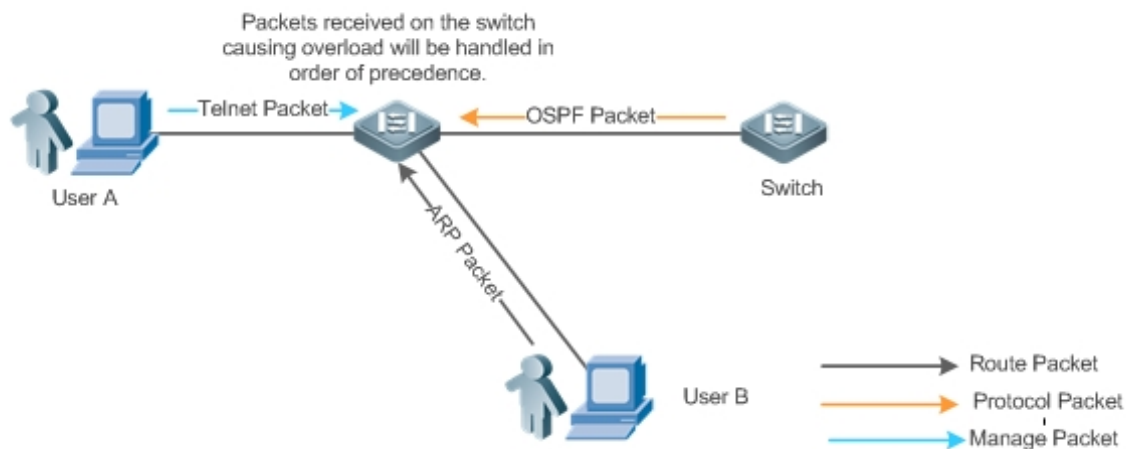 Packets received on the switch
causing overload will be handled in
order of precedence.
Telnet Packet
OSPF Packet
User A
Switch
ARP Packet
User B
Route Packet
Protocol Packet
Manage Packet